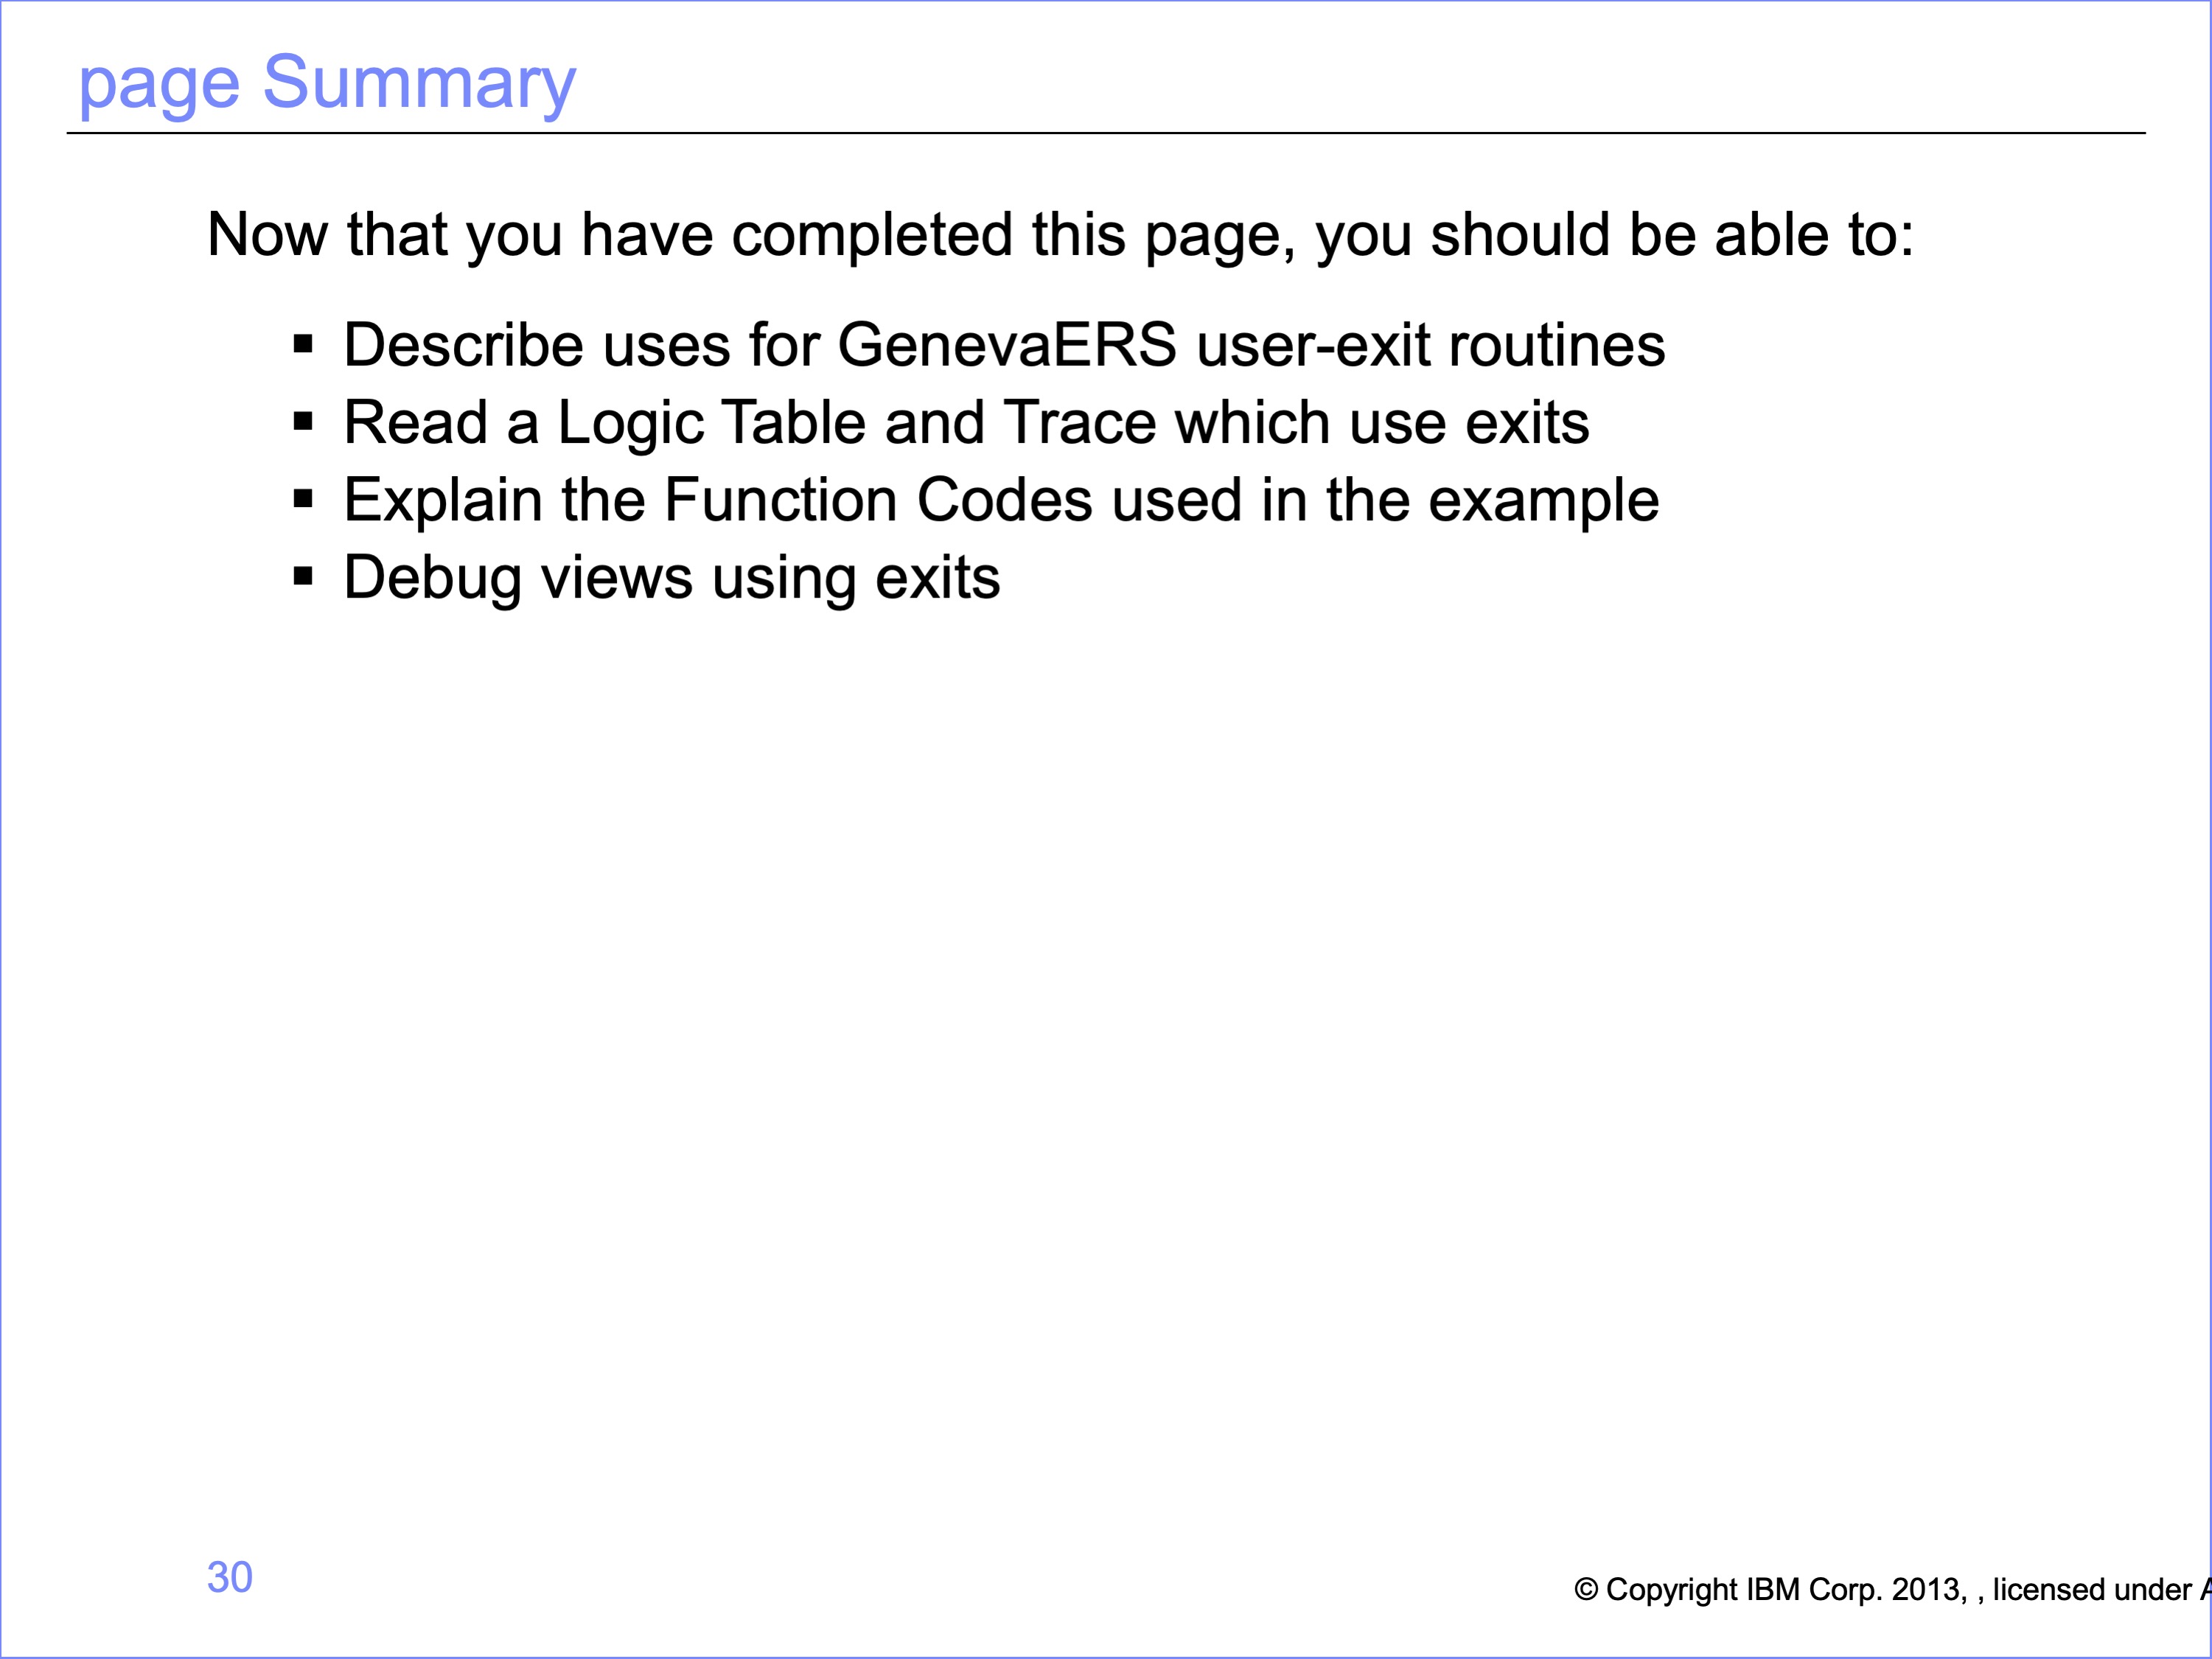 page Summary
Now that you have completed this page, you should be able to:
▪ Describe uses for GenevaERS user-exit routines
▪ Read a Logic Table and Trace which use exits
▪ Explain the Function Codes used in the example
▪ Debug views using exits
30
© Copyright IBM Corp. 2013, , licensed under